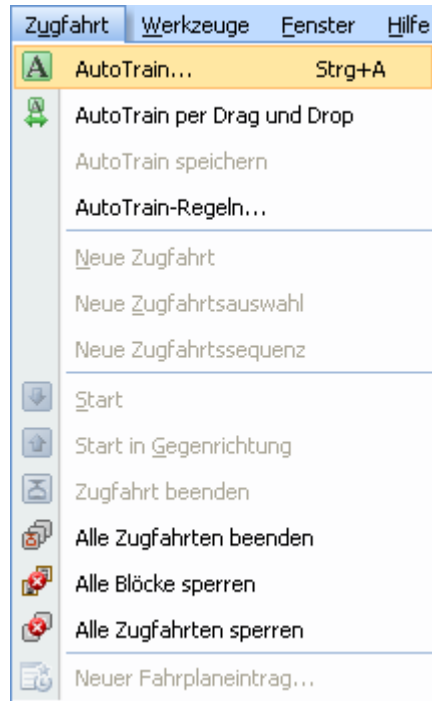 Zugfahrt Werkzeuge Fenster Hilfe
A AutoTrain... Strg+A
A AutoTrain per Drag und Drop
AutoTrain speichern
AutoTrain-Regeln...
Neue Zugfahrt
Neue Zugfahrtsauswahl
Neue Zugfahrtssequenz
Start
Start in Gegenrichtung
Zugfahrt beenden
Alle Zugfahrten beenden
Alle Blöcke sperren
Alle Zugfahrten sperren
Neuer Fahrplaneintrag...